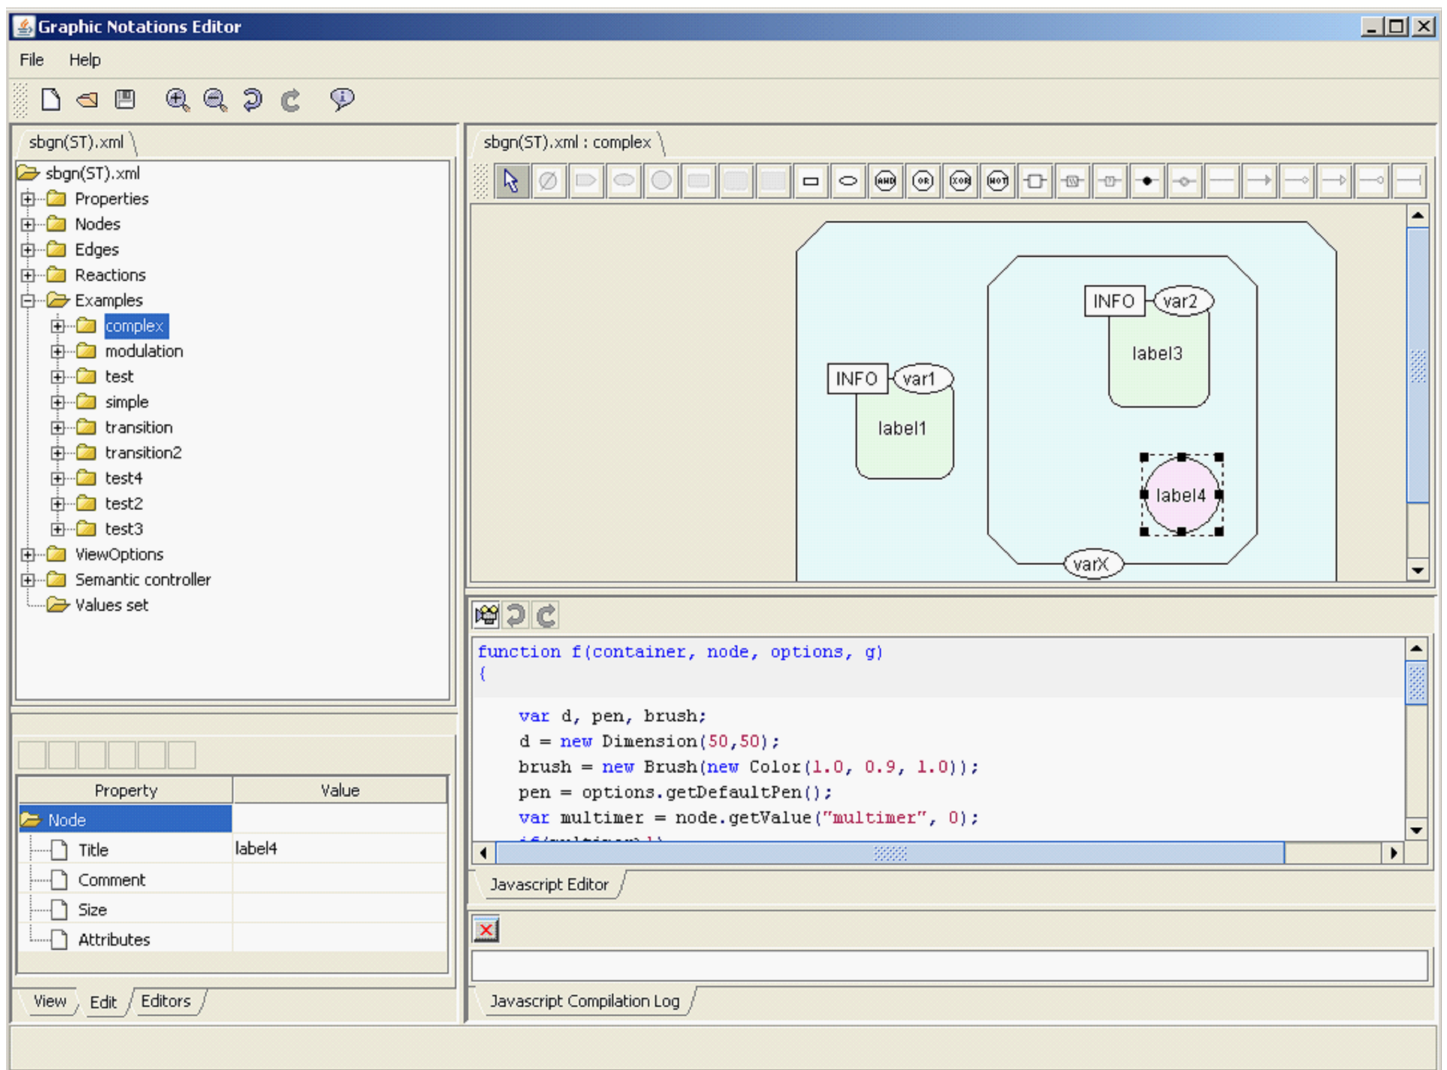 Graphic Notations Editor
File Help
sbgn(ST).xml
sbgn(ST).xml
Properties
Nodes
Edges
Reactions
Examples
complex
modulation
test
simple
transition
transition2
test4
test2
test3
ViewOptions
Semantic controller
Values set
Property Value
Node
Title label4
Comment
Size
Attributes
View Edit Editors
sbgn(ST).xml : complex
AND OR XOR NOT
INFO var2
label3
INFO var1
label1
label4
varX
function f(container, node, options, g)
{
var d, pen, brush;
d = new Dimension(50,50);
brush = new Brush(new Color(1.0, 0.9, 1.0));
pen = options.getDefaultPen();
var multimer = node.getValue("multimer", 0);
Javascript Editor
Javascript Compilation Log